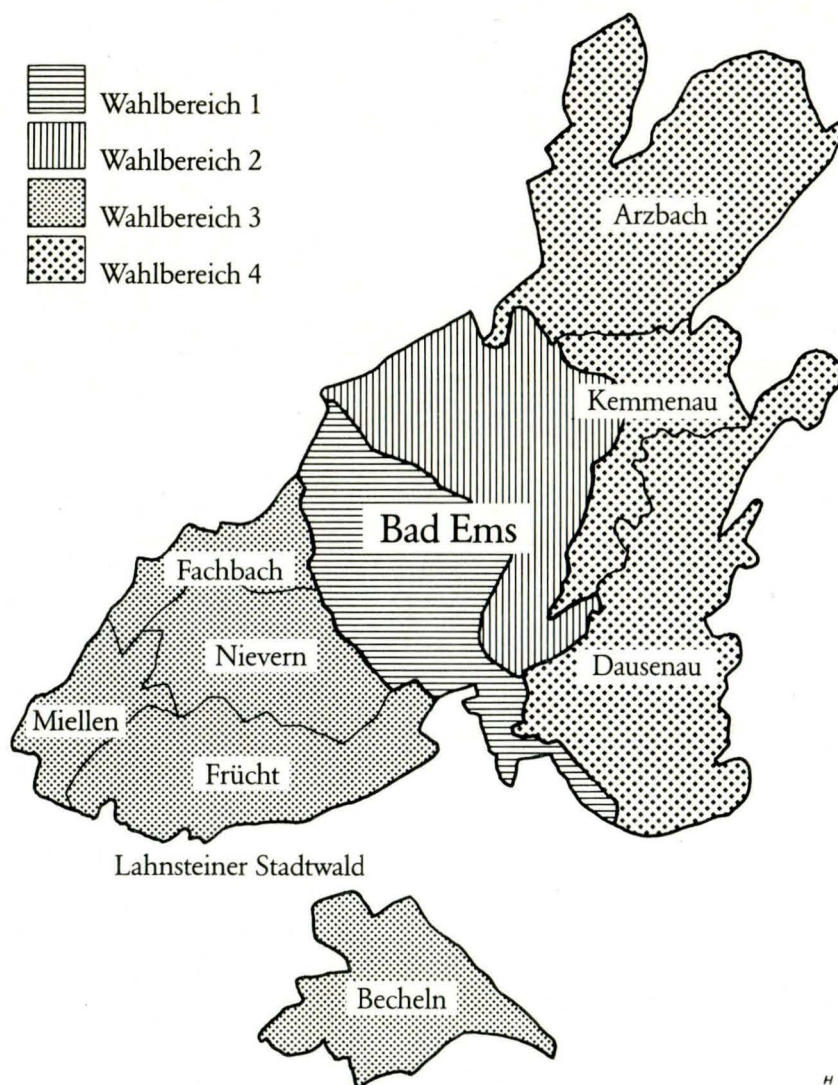 Wahlbereich 1
Wahlbereich 2
Wahlbereich 3
Wahlbereich 4
Arzbach
Kemmenau
Bad Ems
Fachbach
Nievern
Dausenau
Miellen
Frücht
Lahnsteiner Stadtwald
Becheln
H